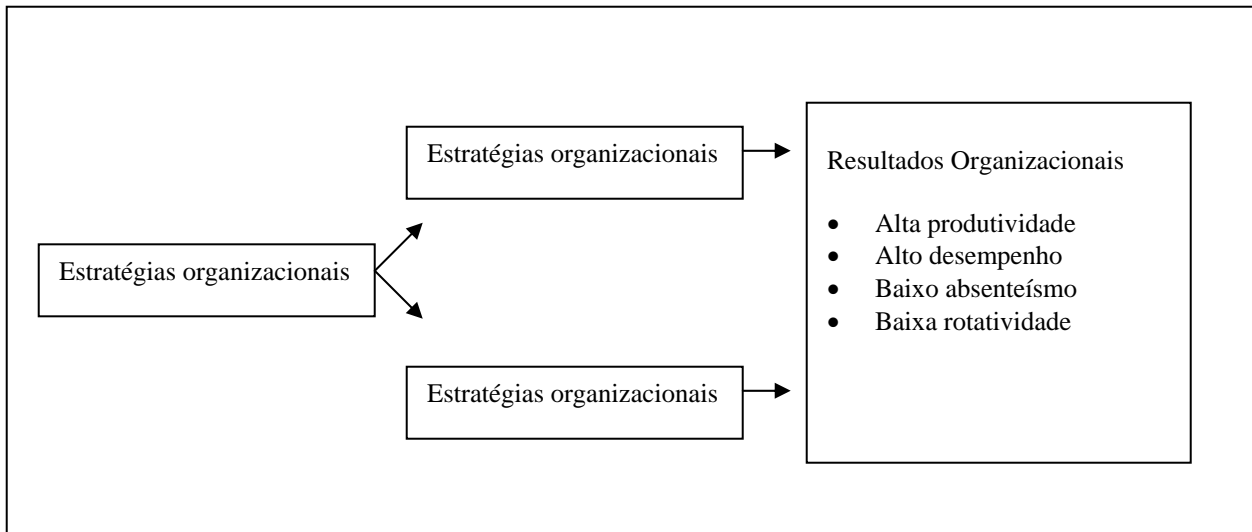 Estratégias organizacionais
Estratégias organizacionais
Estratégias organizacionais
Resultados Organizacionais
• Alta produtividade
• Alto desempenho
• Baixo absenteísmo
• Baixa rotatividade